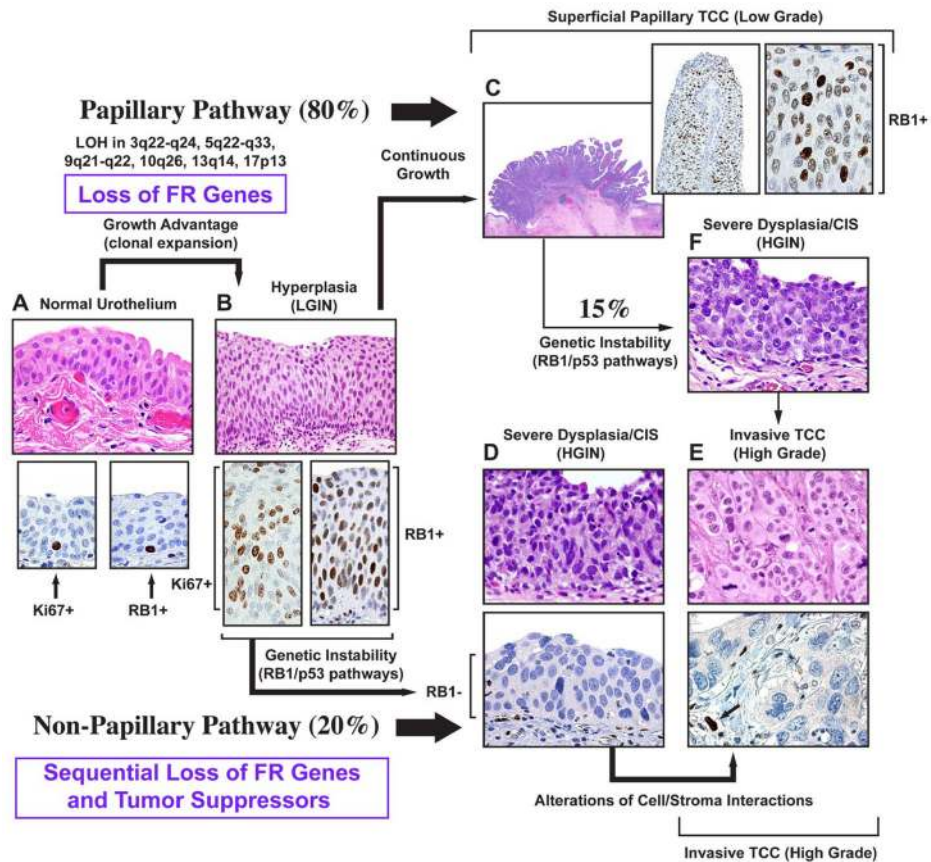 Superficial Papillary TCC (Low Grade)
C
RB1+
Papillary Pathway (80%)
LOH in 3q22-q24, 5q22-q33,
9q21-q22, 10q26, 13q14, 17p13
Loss of FR Genes
Continuous
Growth
Growth Advantage
(clonal expansion)
A
Normal Urothelium
B
Hyperplasia
(LGIN)
F
Severe Dysplasia/CIS
(HGIN)
15%
Genetic Instability
(RB1/p53 pathways)
D
Severe Dysplasia/CIS
(HGIN)
E
Invasive TCC
(High Grade)
Ki67+
RB1+
Ki67+
RB1+
Genetic Instability
(RB1/p53 pathways)
RB1-
Non-Papillary Pathway (20%)
Sequential Loss of FR Genes
and Tumor Suppressors
Alterations of Cell/Stroma Interactions
Invasive TCC (High Grade)